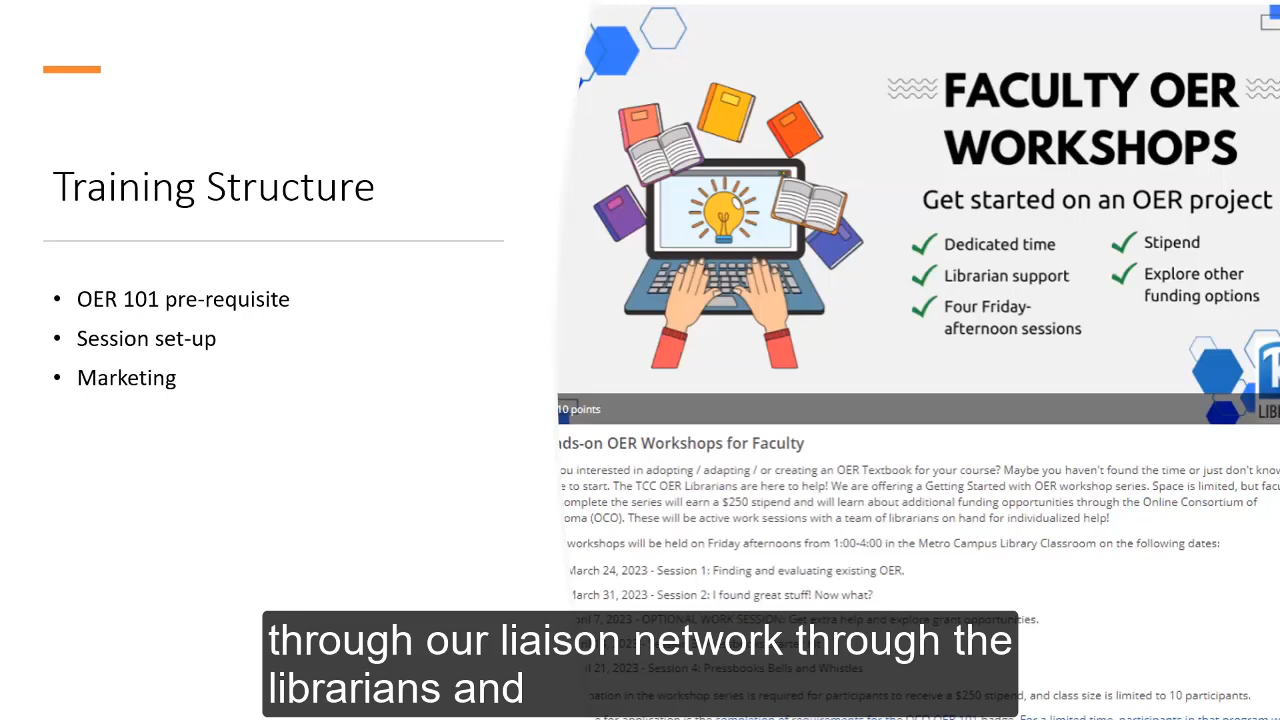 Training Structure
• OER 101 pre-requisite
• Session set-up
• Marketing
FACULTY OER
WORKSHOPS
Get started on an OER project
Dedicated time
Librarian support
Four Friday-
afternoon sessions
Stipend
Explore other
funding options
LIB
10 points
ds-on OER Workshops for Faculty
ou interested in adopting / adapting / or creating an OER Textbook for your course? Maybe you haven't found the time or just don't know
e to start. The TCC OER Librarians are here to help! We are offering a Getting Started with OER workshop series. Space is limited, but facu
omplete the series will earn a $250 stipend and will learn about additional funding opportunities through the Online Consortium of
oma (OCO). These will be active work sessions with a team of librarians on hand for individualized help!
workshops will be held on Friday afternoons from 1:00-4:00 in the Metro Campus Library Classroom on the following dates:
March 24, 2023 - Session 1: Finding and evaluating existing OER.
March 31, 2023 - Session 2: I found great stuff! Now what?
April 7, 2023 - OPTIONAL WORK SESSION: Get extra help and explore grant opportunities.
il 21, 2023 - Session 4: Pressbooks Bells and Whistles
ation in the workshop series is required for participants to receive a $250 stipend, and class size is limited to 10 participants.
through our liaison network through the
librarians and